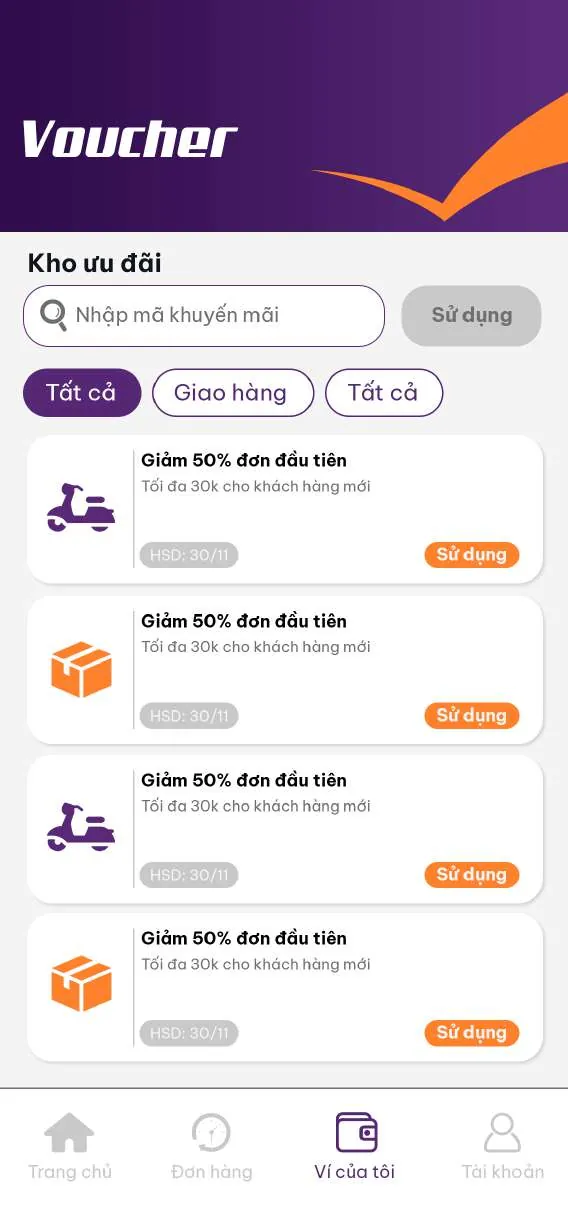 Voucher
Kho ưu đãi
Nhập mã khuyến mãi
Sử dụng
Tất cả
Giao hàng
Tất cả
Giảm 50% đơn đầu tiên
Tối đa 30k cho khách hàng mới
HSD: 30/11
Sử dụng
Giảm 50% đơn đầu tiên
Tối đa 30k cho khách hàng mới
HSD: 30/11
Sử dụng
Giảm 50% đơn đầu tiên
Tối đa 30k cho khách hàng mới
HSD: 30/11
Sử dụng
Giảm 50% đơn đầu tiên
Tối đa 30k cho khách hàng mới
HSD: 30/11
Sử dụng
Trang chủ
Đơn hàng
Ví của tôi
Tài khoản